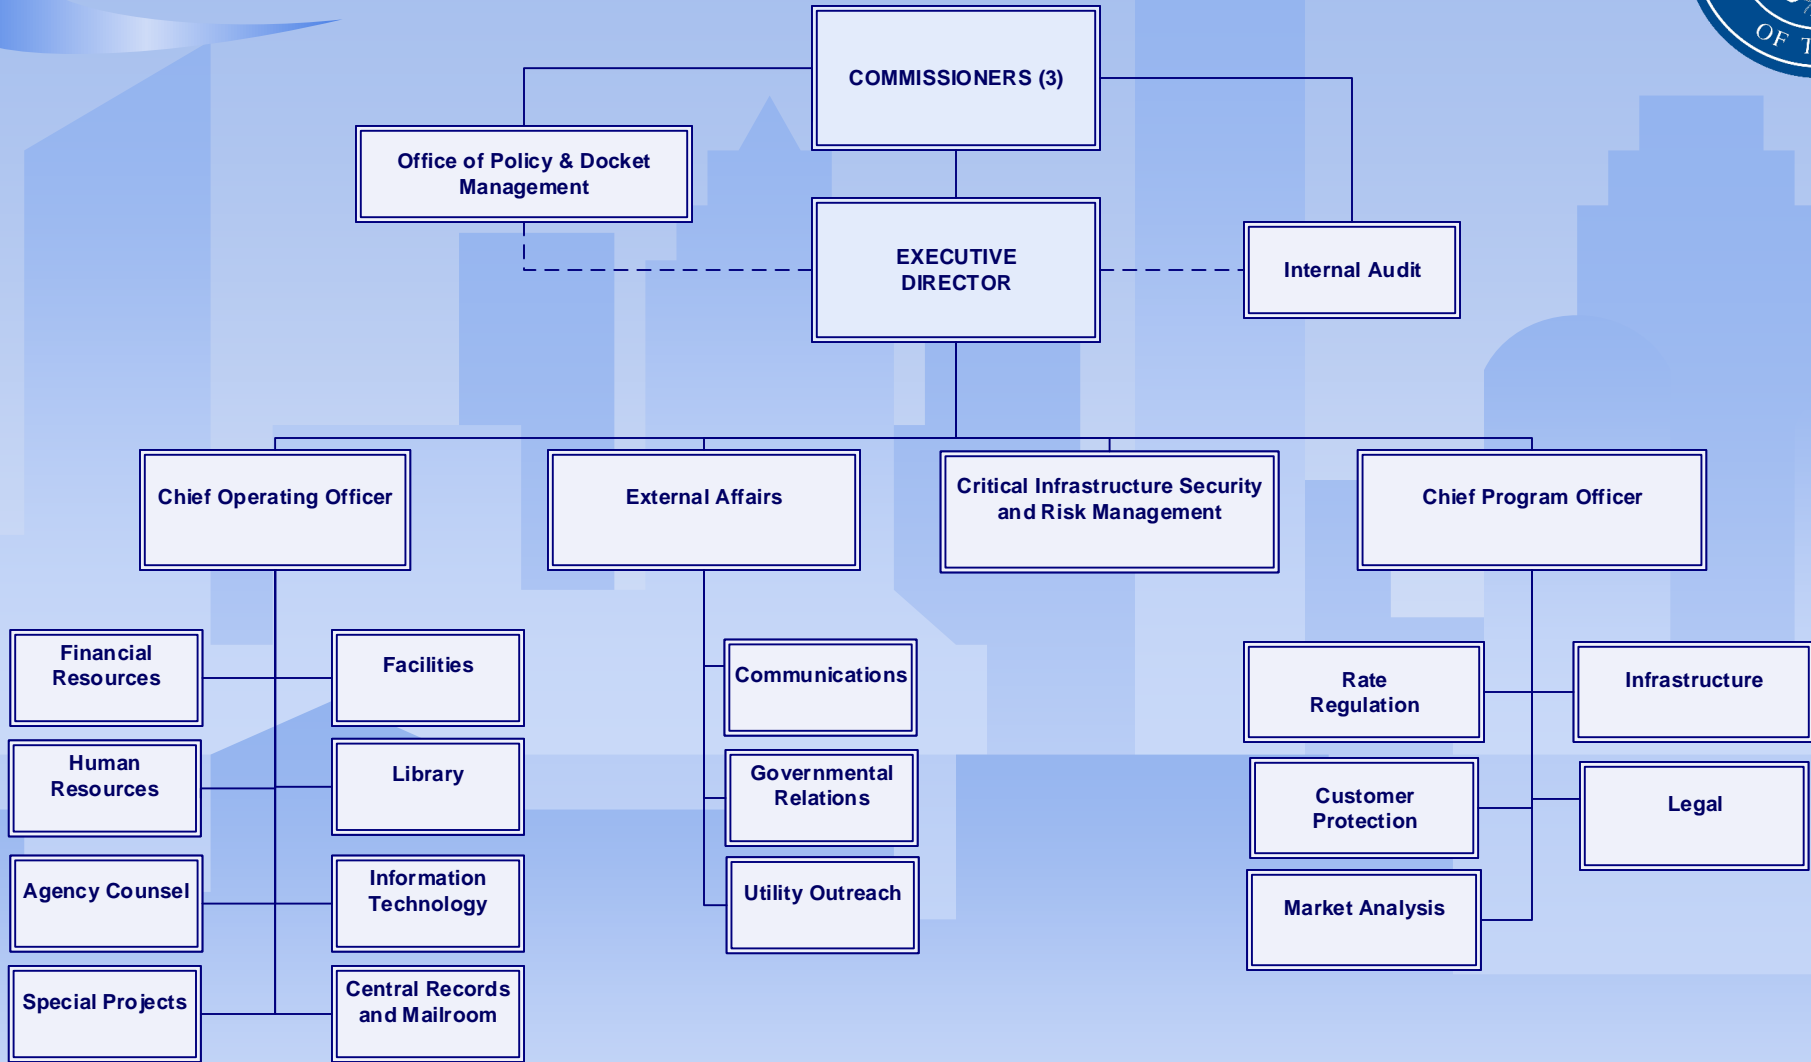 OF T
COMMISSIONERS (3)
Office of Policy & Docket
Management
EXECUTIVE
DIRECTOR
Internal Audit
Chief Operating Officer
External Affairs
Critical Infrastructure Security
and Risk Management
Chief Program Officer
Financial
Resources
Facilities
Human
Resources
Library
Agency Counsel
Information
Technology
Special Projects
Central Records
and Mailroom
Communications
Governmental
Relations
Utility Outreach
Rate
Regulation
Infrastructure
Customer
Protection
Legal
Market Analysis